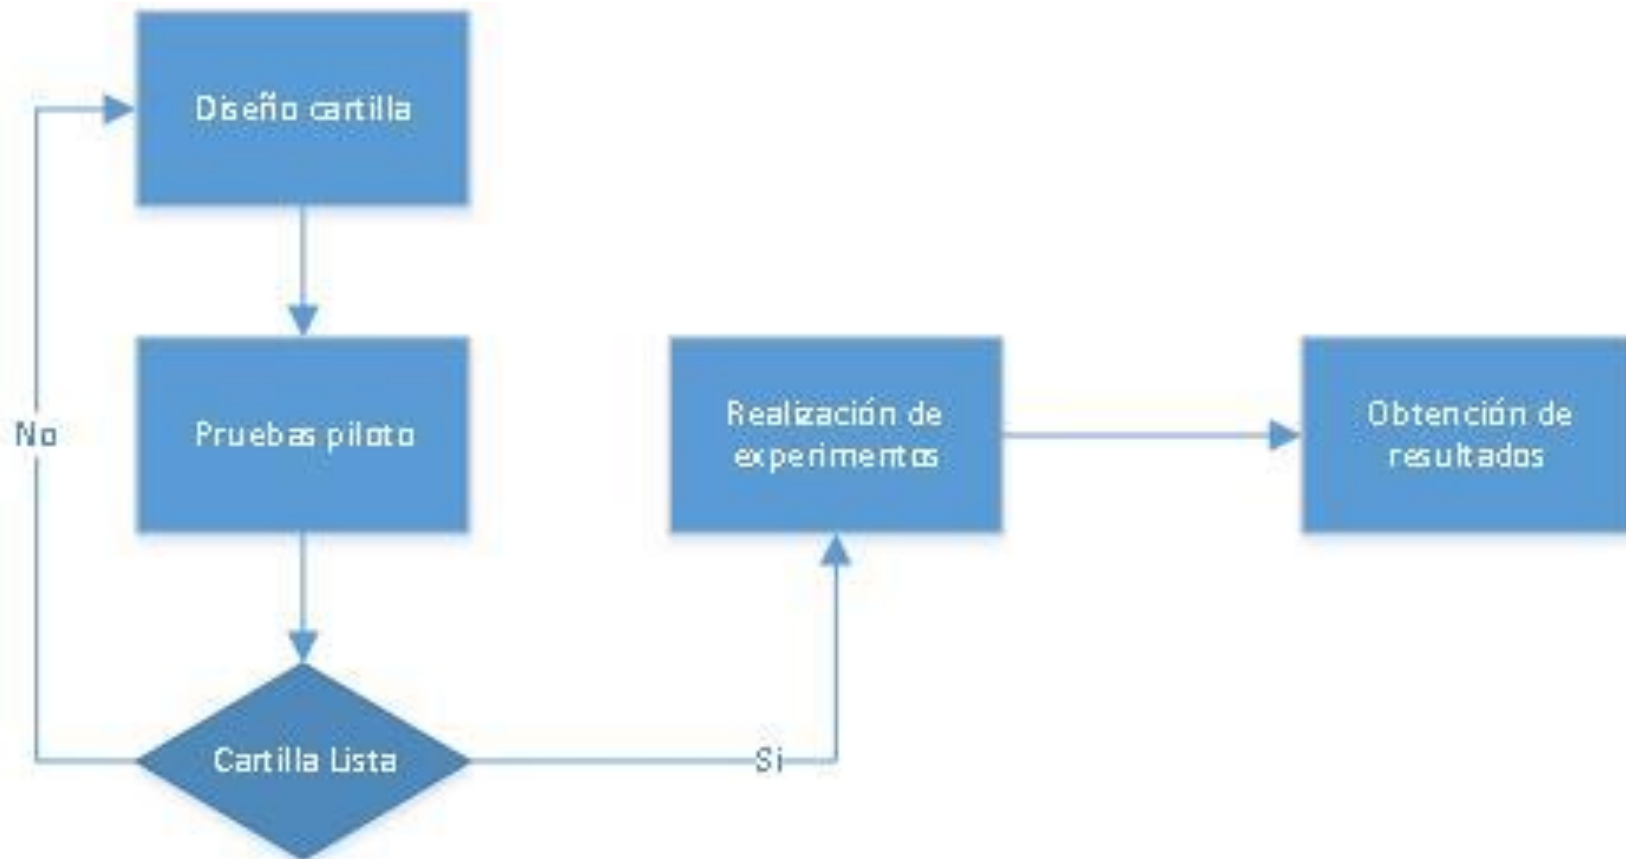 Diseño cartilla
Pruebas piloto
No
Cartilla Lista
Si
Realización de
experimentos
Obtención de
resultados